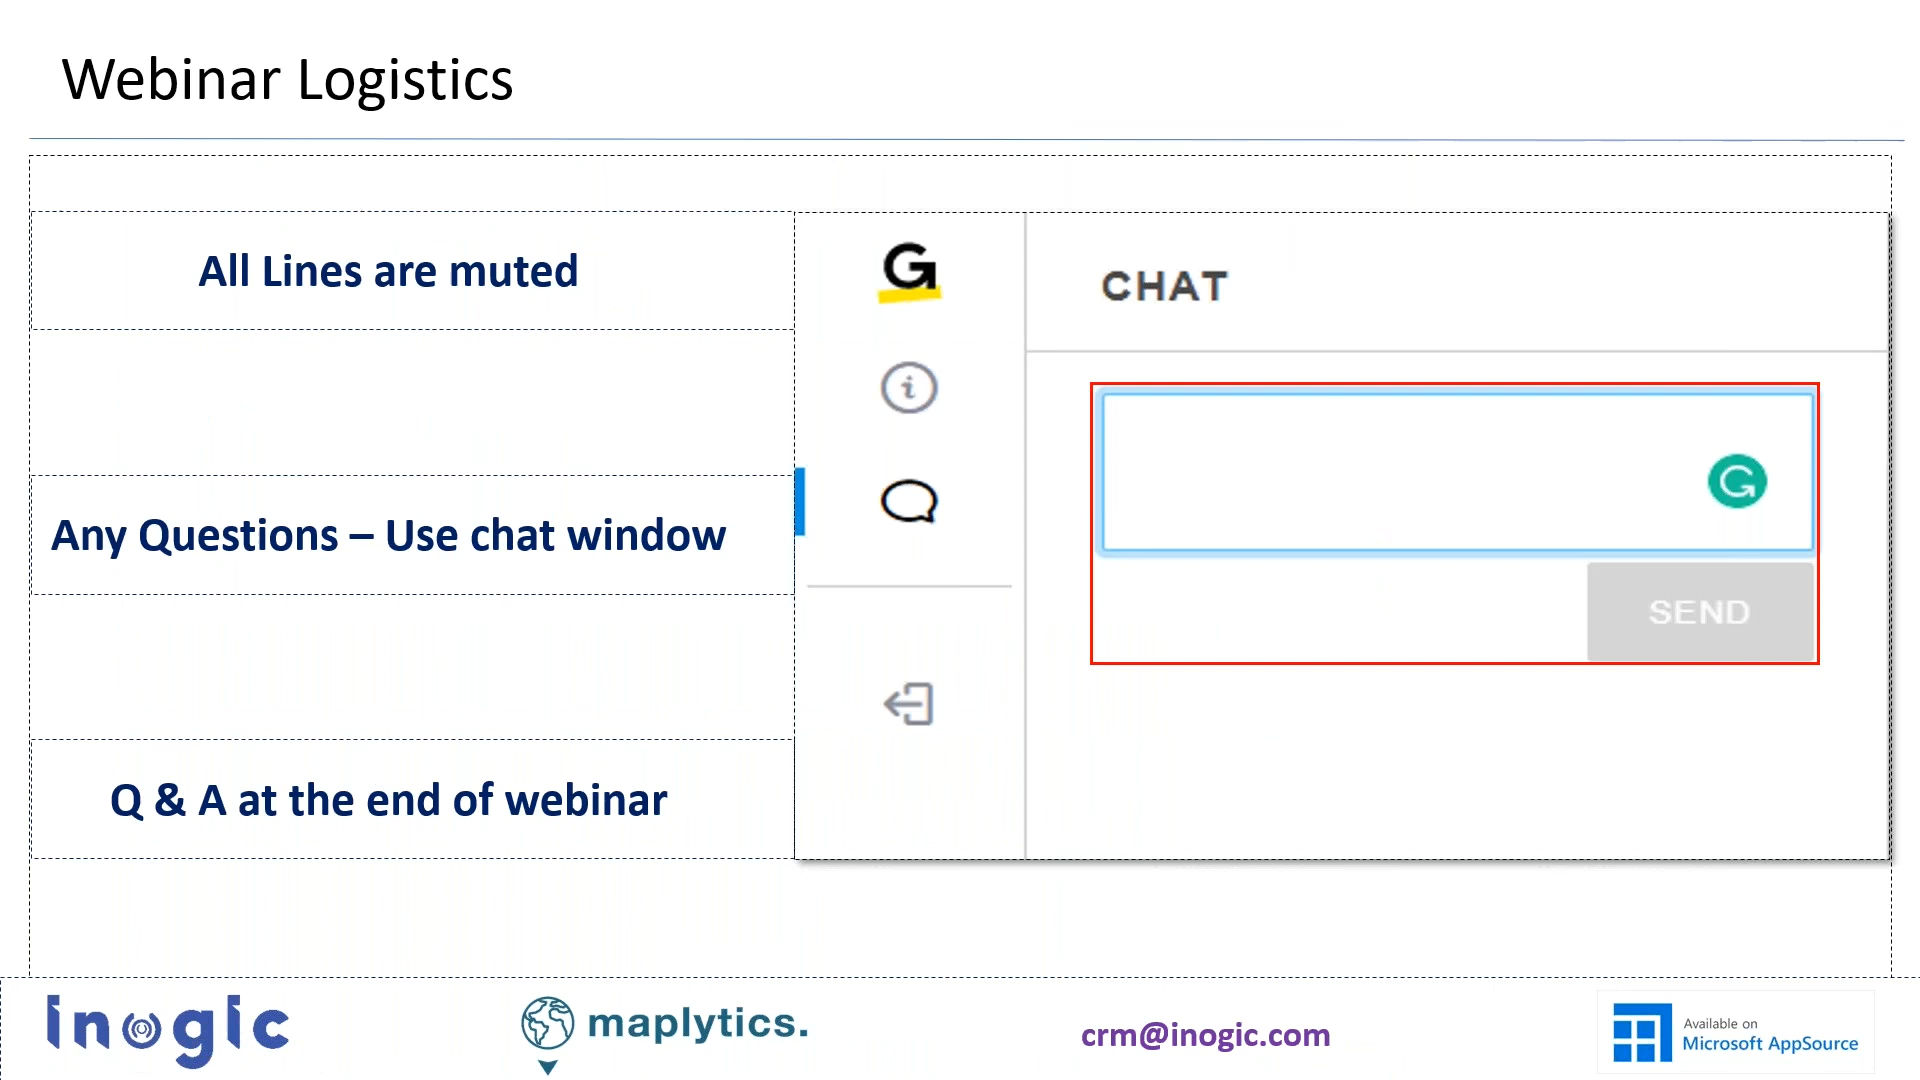 Webinar Logistics
All Lines are muted
Any Questions – Use chat window
Q & A at the end of webinar
G
i
CHAT
G
SEND
inogic
maplytics.
crm@inogic.com
Available on
Microsoft AppSource